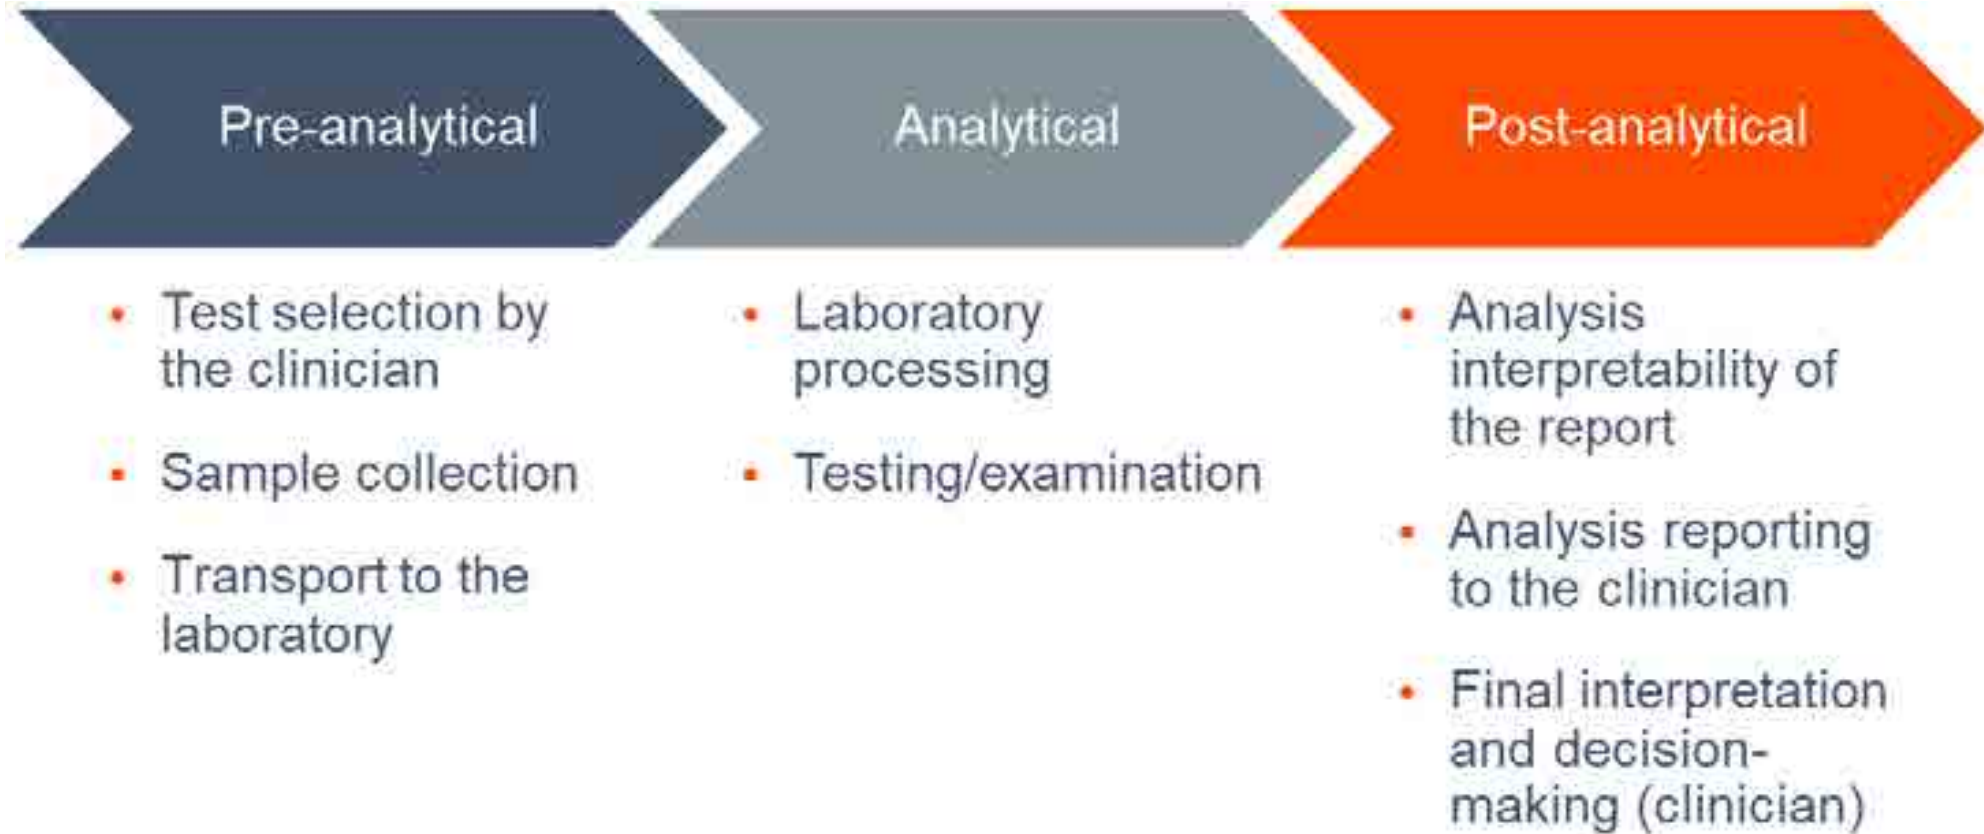 Pre-analytical
Analytical
Post-analytical
• Test selection by
the clinician
• Sample collection
• Transport to the
laboratory
• Laboratory
processing
• Testing/examination
• Analysis
interpretability of
the report
• Analysis reporting
to the clinician
• Final interpretation
and decision-
making (clinician)